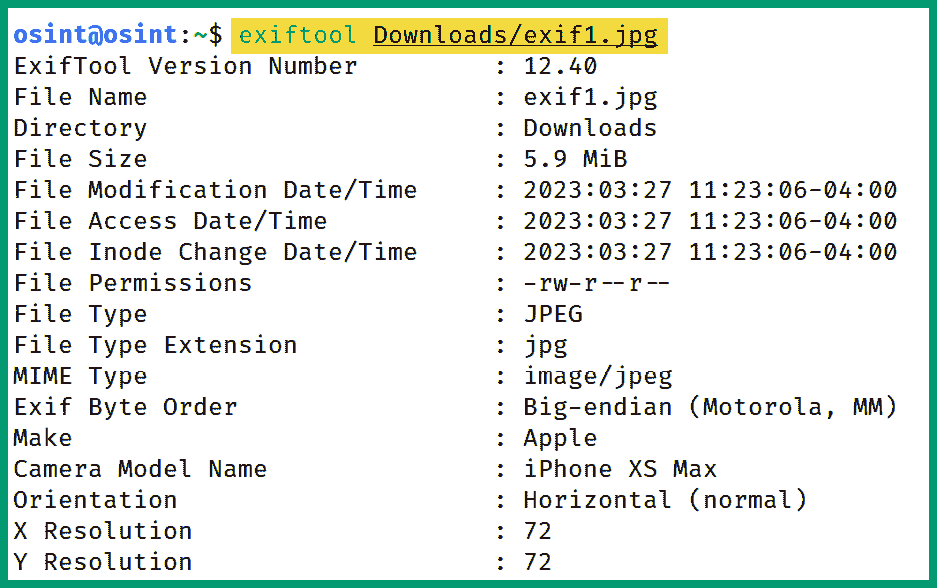 osint@osint:~$ exiftool Downloads/exif1.jpg
ExifTool Version Number : 12.40
File Name : exif1.jpg
Directory : Downloads
File Size : 5.9 MiB
File Modification Date/Time : 2023:03:27 11:23:06-04:00
File Access Date/Time : 2023:03:27 11:23:06-04:00
File Inode Change Date/Time : 2023:03:27 11:23:06-04:00
File Permissions : -rw-r--r--
File Type : JPEG
File Type Extension : jpg
MIME Type : image/jpeg
Exif Byte Order : Big-endian (Motorola, MM)
Make : Apple
Camera Model Name : iPhone XS Max
Orientation : Horizontal (normal)
X Resolution : 72
Y Resolution : 72